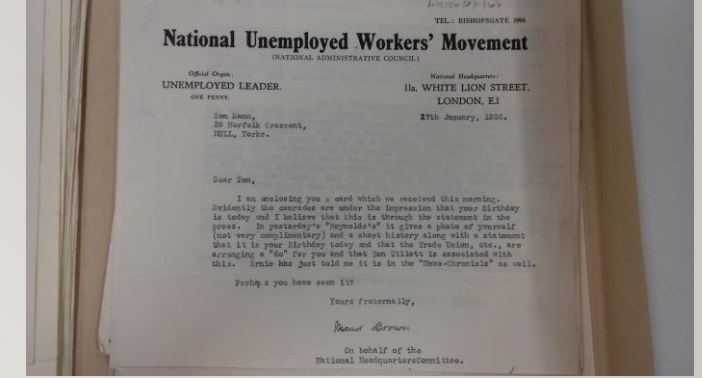 TEL.: BISHOPSGATE 3904.
National Unemployed Workers' Movement
(NATIONAL ADMINISTRATIVE COUNCIL)
Official Organ:
UNEMPLOYED LEADER.
ONE PENNY.
National Headquarters:
11a, WHITE LION STREET,
LONDON, E.1
Tom Mann,
29 Norfolk Crescent,
HULL, Yorks.
27th January, 1936.
Dear Tom,
I am enclosing you a card which we received this morning.
Evidently the comrades are under the impression that your Birthday
is today and I believe that this is through the statement in the
press. In yesterday's "Reynolds's" it gives a photo of yourself
(not very complimentary) and a short history along with a statement
that it is your Birthday today and that the Trade Union, etc., are
arranging a "do" for you and that Ben Tillett is associated with
this. Ernie has just told me it is in the "News-Chronicle" as well.
Perhaps you have seen it?
Yours fraternally,
Maud Brown
On behalf of the
National HeadquartersCommittee.